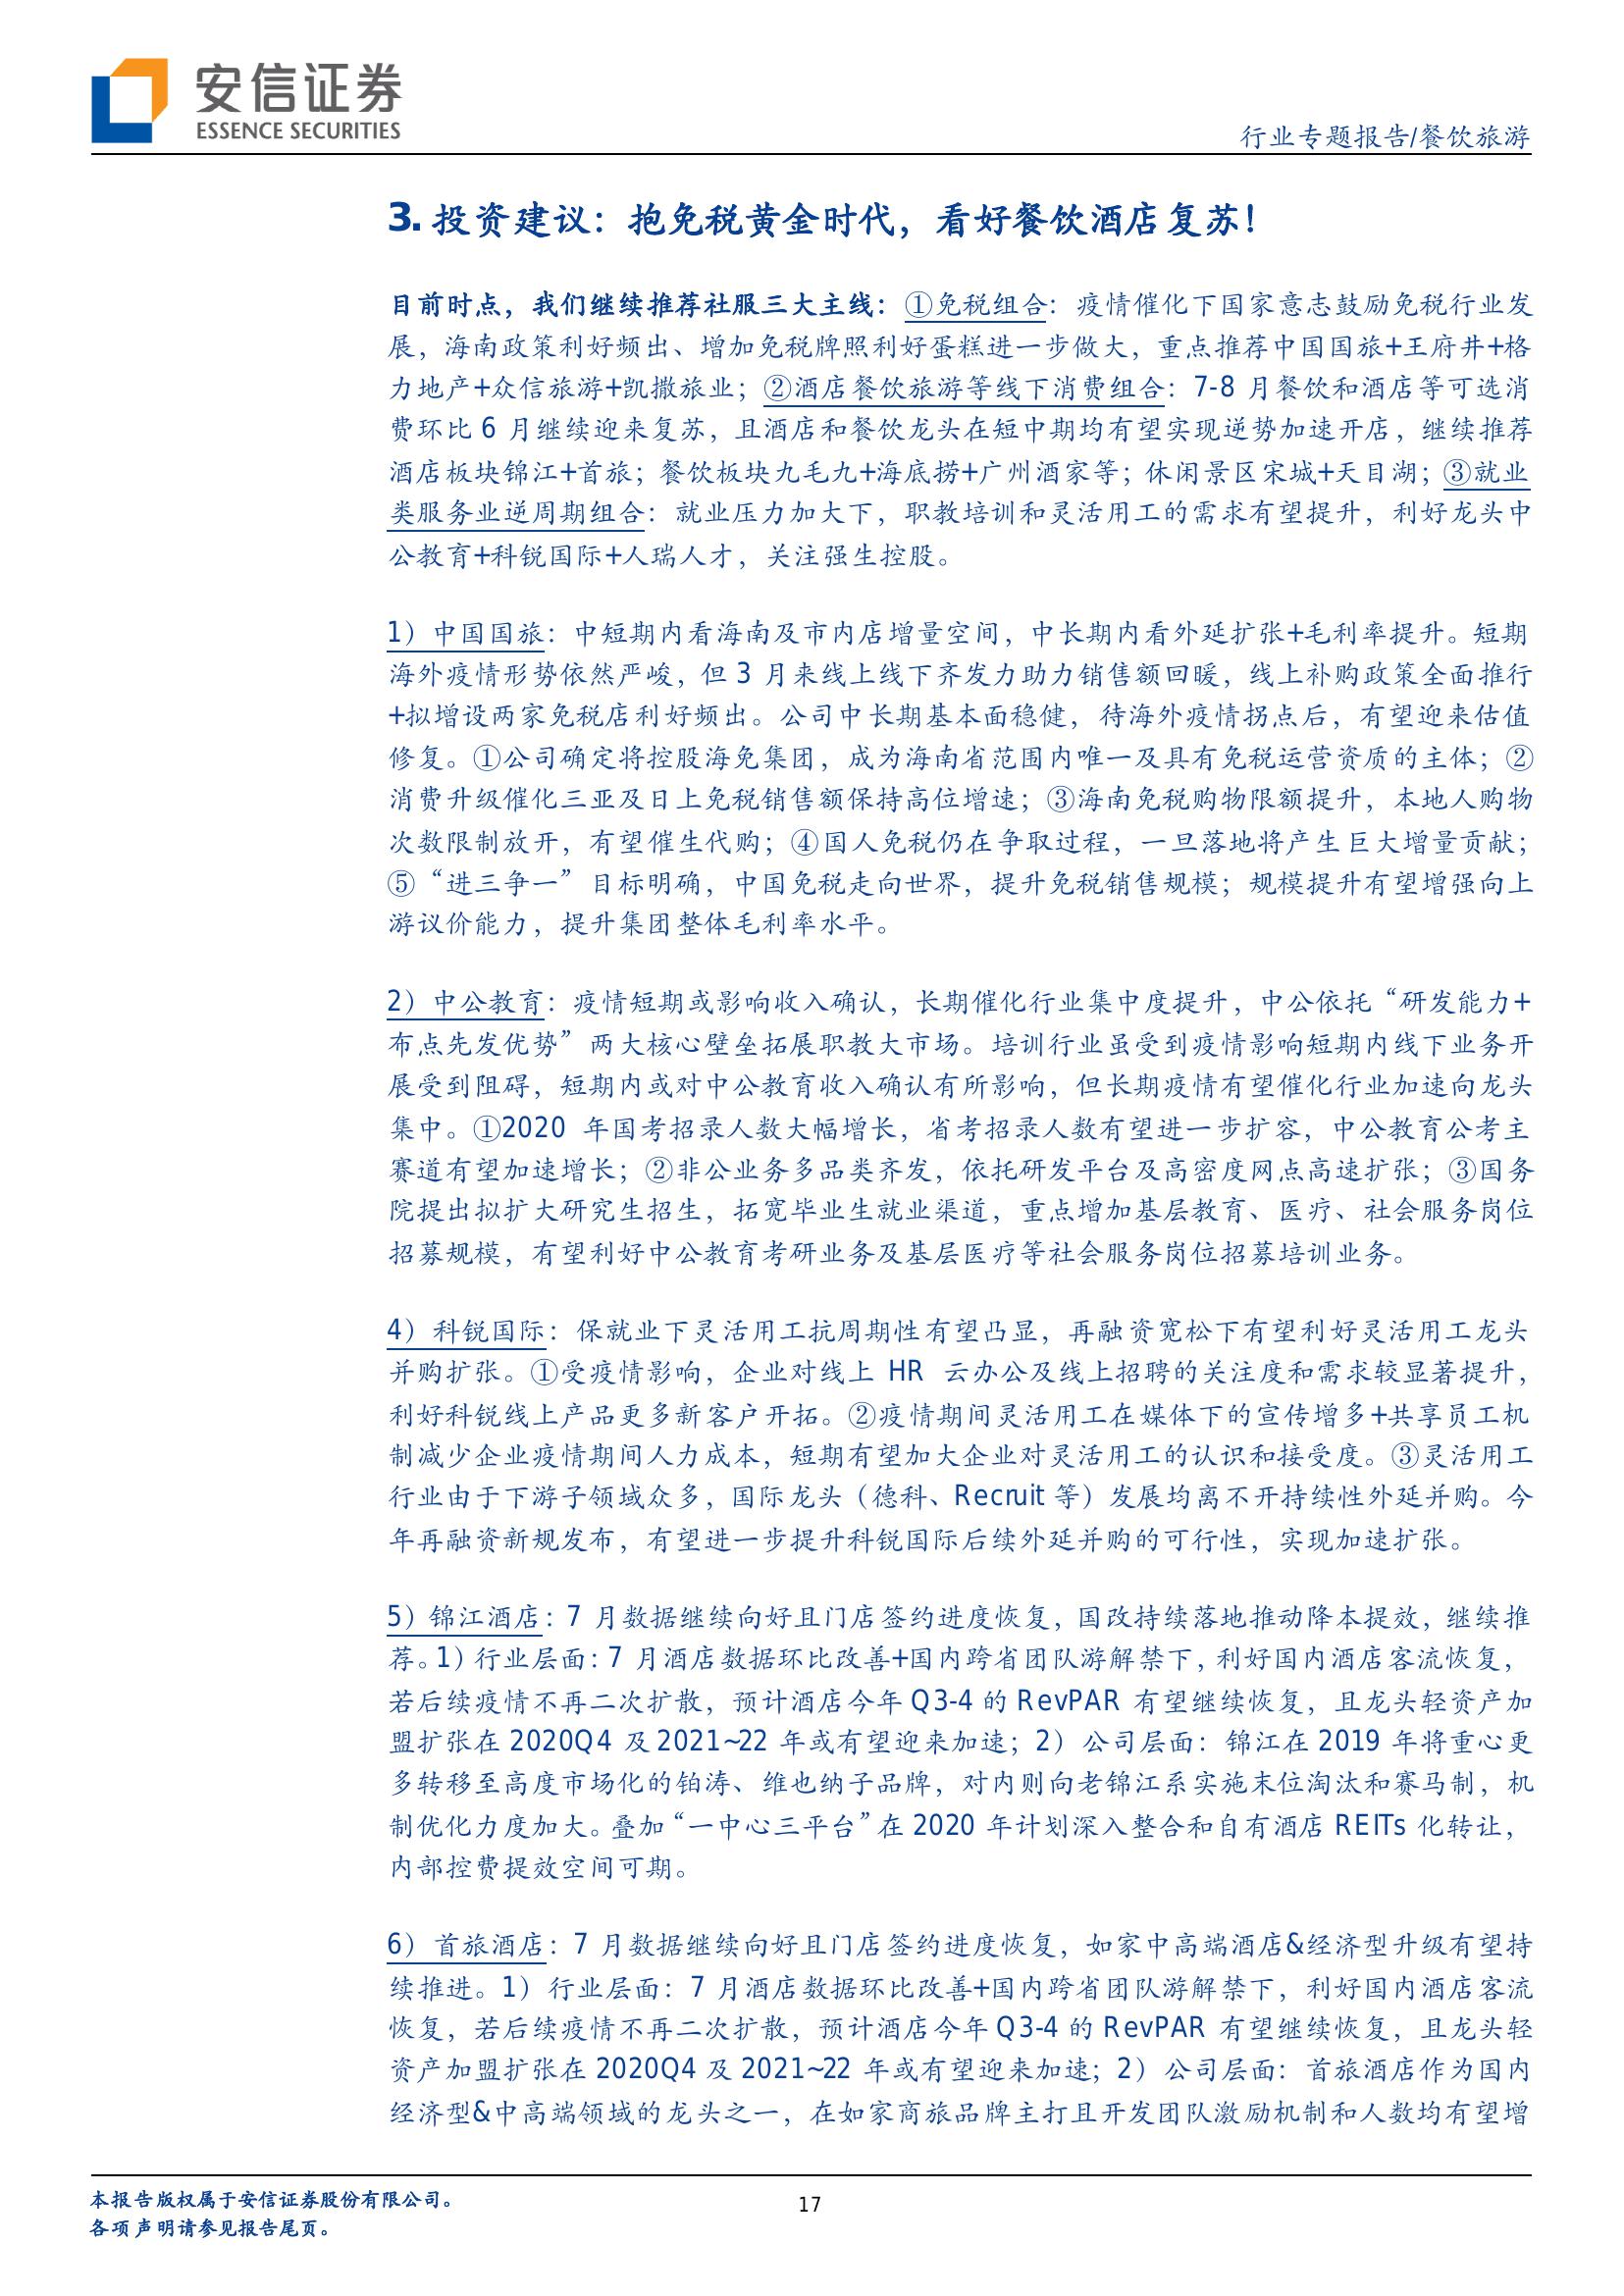 安信证券
ESSENCE SECURITIES
行业专题报告/餐饮旅游
3. 投资建议：抱免税黄金时代，看好餐饮酒店复苏！
目前时点，我们继续推荐社服三大主线：①免税组合：疫情催化下国家意志鼓励免税行业发
展，海南政策利好频出、增加免税牌照利好蛋糕进一步做大，重点推荐中国国旅+王府井+格
力地产+众信旅游+凯撒旅业；②酒店餐饮旅游等线下消费组合：7-8 月餐饮和酒店等可选消
费环比 6 月继续迎来复苏，且酒店和餐饮龙头在短中期均有望实现逆势加速开店，继续推荐
酒店板块锦江+首旅；餐饮板块九毛九+海底捞+广州酒家等；休闲景区宋城+天目湖；③就业
类服务业逆周期组合：就业压力加大下，职教培训和灵活用工的需求有望提升，利好龙头中
公教育+科锐国际+人瑞人才，关注强生控股。
1）中国国旅：中短期内看海南及市内店增量空间，中长期内看外延扩张+毛利率提升。短期
海外疫情形势依然严峻，但 3 月来线上线下齐发力助力销售额回暖，线上补购政策全面推行
+拟增设两家免税店利好频出。公司中长期基本面稳健，待海外疫情拐点后，有望迎来估值
修复。①公司确定将控股海免集团，成为海南省范围内唯一及具有免税运营资质的主体；②
消费升级催化三亚及日上免税销售额保持高位增速；③海南免税购物限额提升，本地人购物
次数限制放开，有望催生代购；④国人免税仍在争取过程，一旦落地将产生巨大增量贡献；
⑤“进三争一”目标明确，中国免税走向世界，提升免税销售规模；规模提升有望增强向上
游议价能力，提升集团整体毛利率水平。
2）中公教育：疫情短期或影响收入确认，长期催化行业集中度提升，中公依托“研发能力+
布点先发优势”两大核心壁垒拓展职教大市场。培训行业虽受到疫情影响短期内线下业务开
展受到阻碍，短期内或对中公教育收入确认有所影响，但长期疫情有望催化行业加速向龙头
集中。①2020 年国考招录人数大幅增长，省考招录人数有望进一步扩容，中公教育公考主
赛道有望加速增长；②非公业务多品类齐发，依托研发平台及高密度网点高速扩张；③国务
院提出拟扩大研究生招生，拓宽毕业生就业渠道，重点增加基层教育、医疗、社会服务岗位
招募规模，有望利好中公教育考研业务及基层医疗等社会服务岗位招募培训业务。
4）科锐国际：保就业下灵活用工抗周期性有望凸显，再融资宽松下有望利好灵活用工龙头
并购扩张。①受疫情影响，企业对线上 HR 云办公及线上招聘的关注度和需求较显著提升，
利好科锐线上产品更多新客户开拓。②疫情期间灵活用工在媒体下的宣传增多+共享员工机
制减少企业疫情期间人力成本，短期有望加大企业对灵活用工的认识和接受度。③灵活用工
行业由于下游子领域众多，国际龙头（德科、Recruit 等）发展均离不开持续性外延并购。今
年再融资新规发布，有望进一步提升科锐国际后续外延并购的可行性，实现加速扩张。
5）锦江酒店：7 月数据继续向好且门店签约进度恢复，国改持续落地推动降本提效，继续推
荐。1）行业层面：7 月酒店数据环比改善+国内跨省团队游解禁下，利好国内酒店客流恢复，
若后续疫情不再二次扩散，预计酒店今年 Q3-4 的 RevPAR 有望继续恢复，且龙头轻资产加
盟扩张在 2020Q4 及 2021~22 年或有望迎来加速；2）公司层面：锦江在 2019 年将重心更
多转移至高度市场化的铂涛、维也纳子品牌，对内则向老锦江系实施末位淘汰和赛马制，机
制优化力度加大。叠加“一中心三平台”在 2020 年计划深入整合和自有酒店 REITs 化转让，
内部控费提效空间可期。
6）首旅酒店：7 月数据继续向好且门店签约进度恢复，如家中高端酒店&经济型升级有望持
续推进。1）行业层面：7 月酒店数据环比改善+国内跨省团队游解禁下，利好国内酒店客流
恢复，若后续疫情不再二次扩散，预计酒店今年 Q3-4 的 RevPAR 有望继续恢复，且龙头轻
资产加盟扩张在 2020Q4 及 2021~22 年或有望迎来加速；2）公司层面：首旅酒店作为国内
经济型&中高端领域的龙头之一，在如家商旅品牌主打且开发团队激励机制和人数均有望增
本报告版权属于安信证券股份有限公司。
各项声明请参见报告尾页。
17